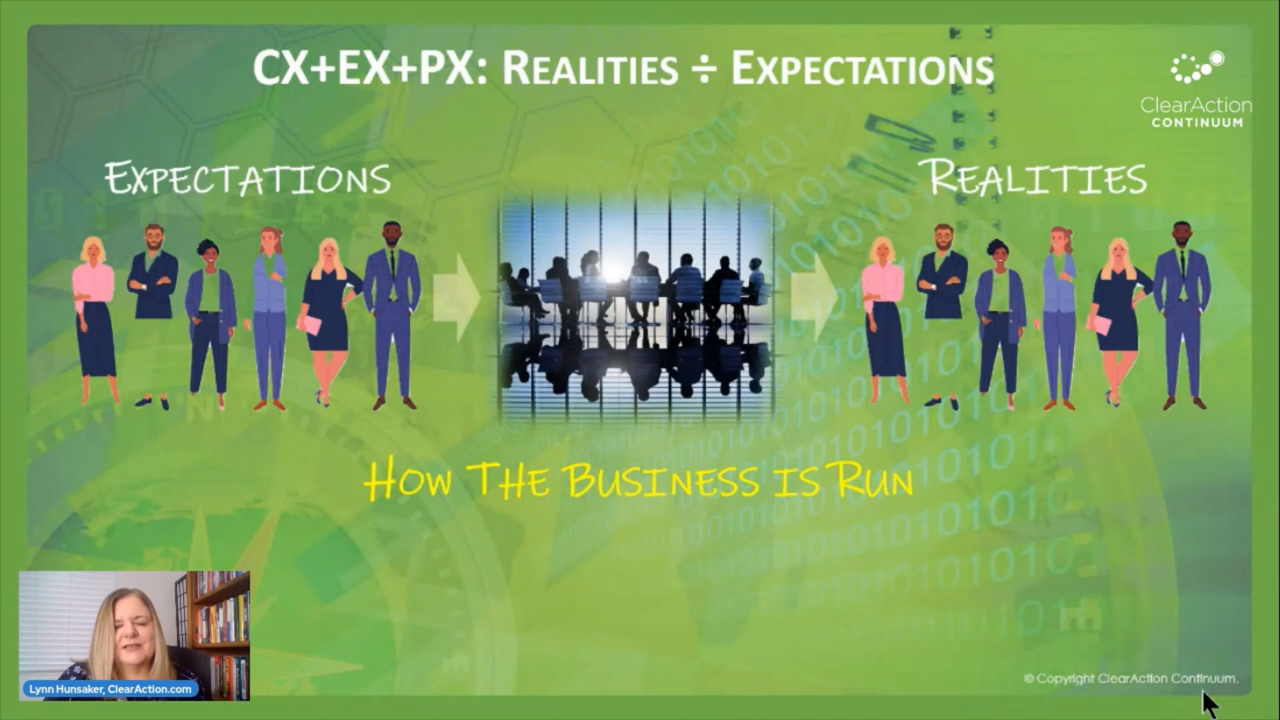 CX+EX+PX: REALITIES ÷ EXPECTATIONS
ClearAction
CONTINUUM
EXPECTATIONS
REALITIES
HOW THE BUSINESS IS RUN
Lynn Hunsaker, ClearAction.com
© Copyright ClearAction Continuum.